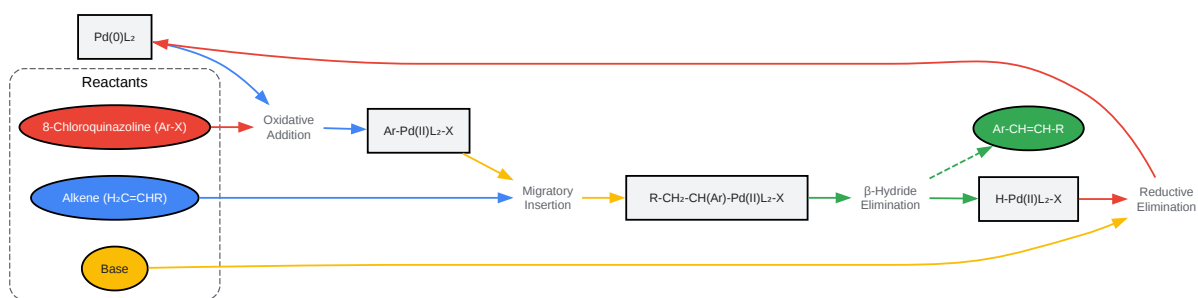 Pd(0)L₂
Reactants
8-Chloroquinazoline (Ar-X)
Oxidative
Addition
Ar-Pd(II)L₂-X
Ar-CH=CH-R
Alkene (H₂C=CHR)
Migratory
Insertion
R-CH₂-CH(Ar)-Pd(II)L₂-X
β-Hydride
Elimination
H-Pd(II)L₂-X
Reductive
Elimination
Base